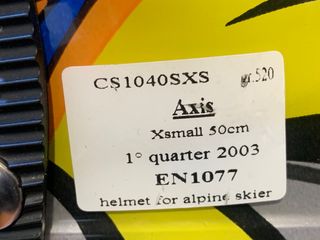 CS1040SXS gr.520
Axis
Xsmall 50cm
1° quarter 2003
EN1077
helmet for alpine skier